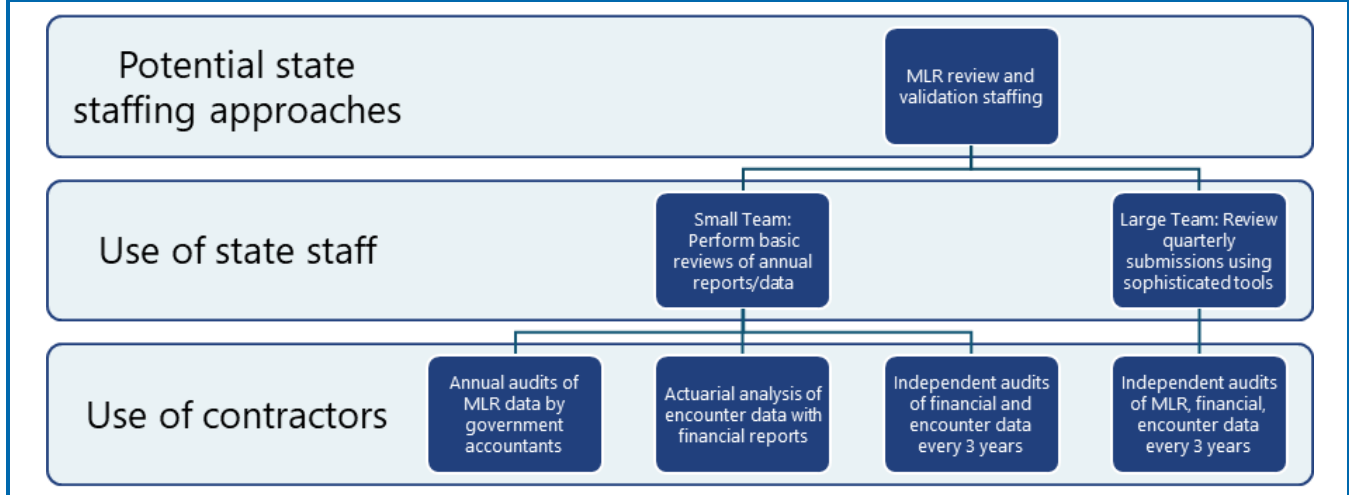 Potential state
staffing approaches
MLR review and
validation staffing
Use of state staff
Small Team:
Perform basic
reviews of annual
reports/data
Large Team: Review
quarterly
submissions using
sophisticated tools
Use of contractors
Annual audits of
MLR data by
government
accountants
Actuarial analysis of
encounter data with
financial reports
Independent audits
of financial and
encounter data
every 3 years
Independent audits
of MLR, financial,
encounter data
every 3 years